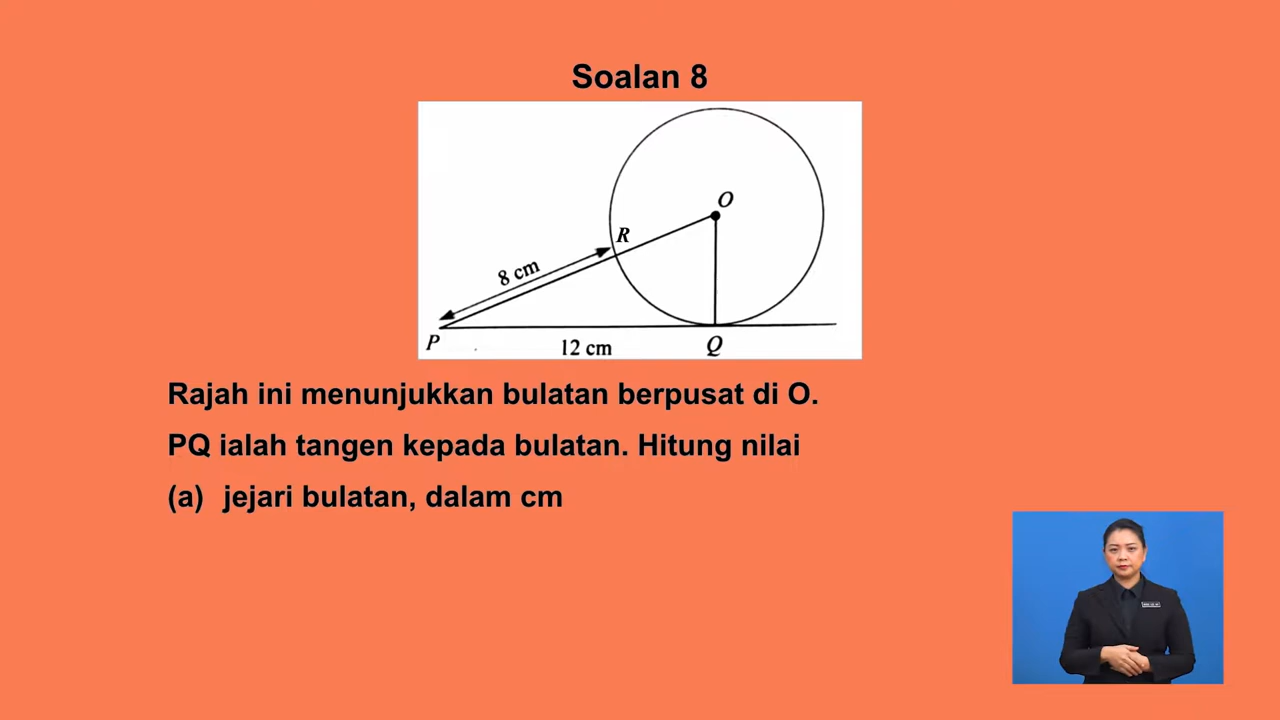 Soalan 8
O
R
8 cm
P
12 cm
Q
Rajah ini menunjukkan bulatan berpusat di O.
PQ ialah tangen kepada bulatan. Hitung nilai
(a) jejari bulatan, dalam cm